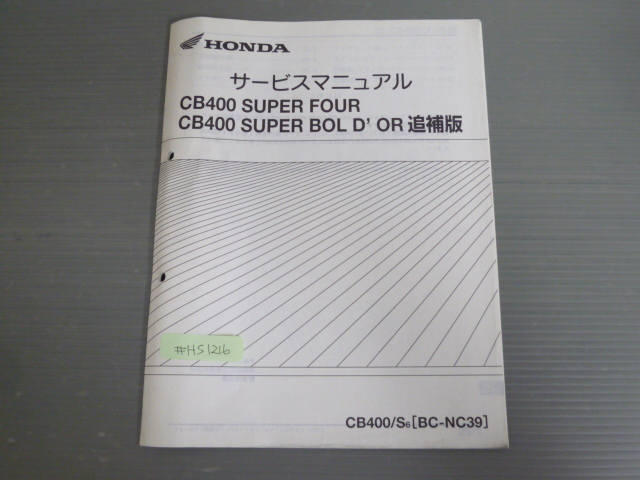 HONDA
サービスマニュアル
CB400 SUPER FOUR
CB400 SUPER BOL D' OR 追補版
#HS1216
CB400/S6[BC-NC39]